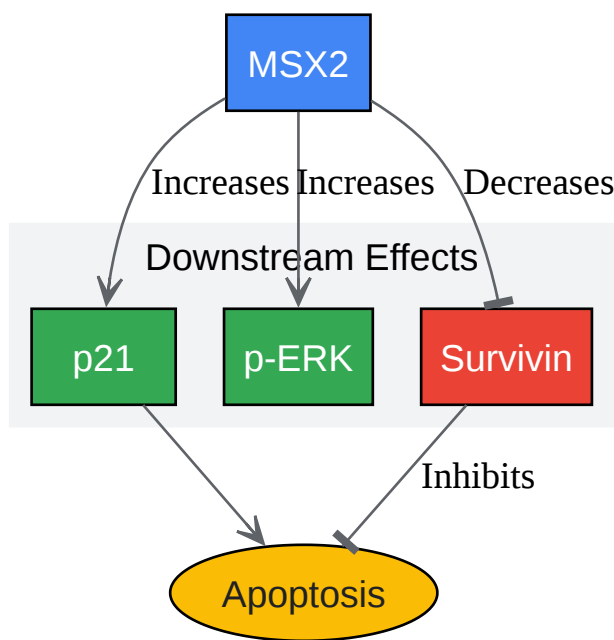 MSX2
Increases Increases Decreases
Downstream Effects
p21 p-ERK Survivin
Inhibits
Apoptosis